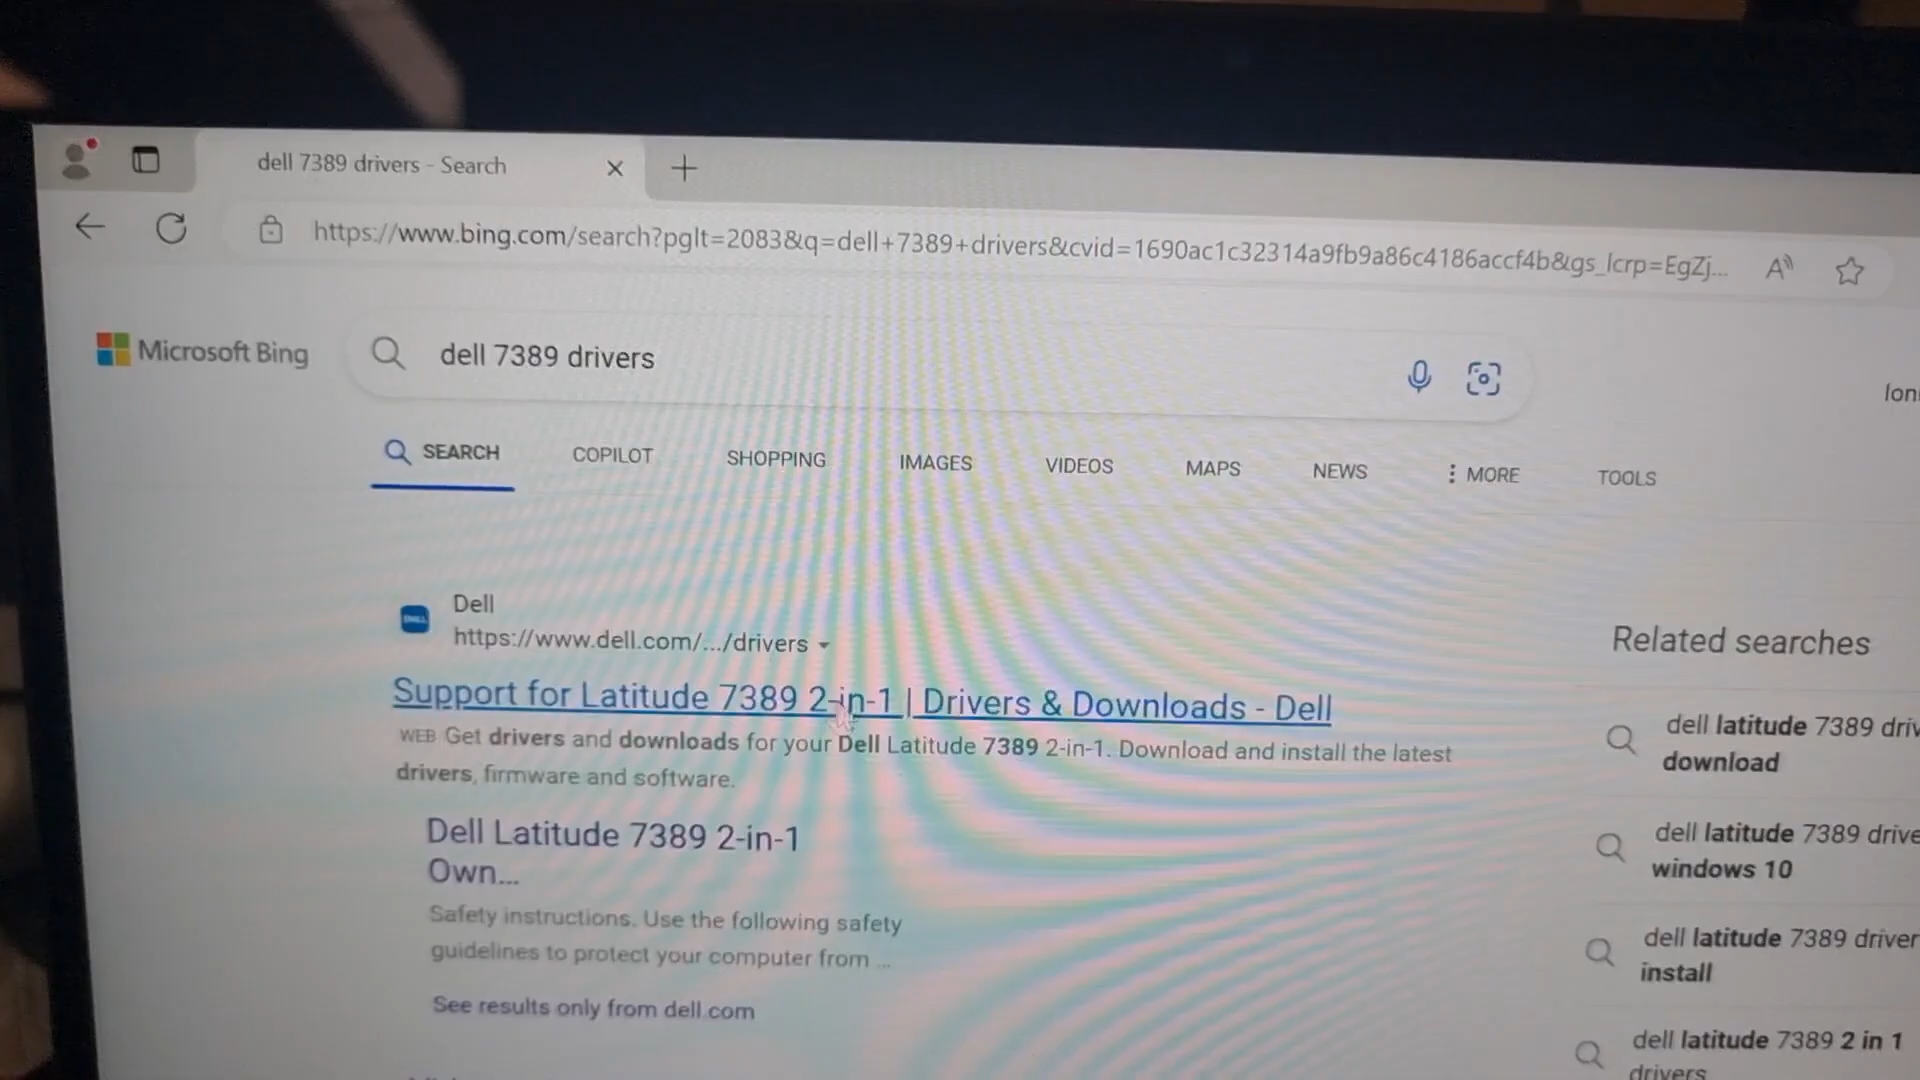 dell 7389 drivers - Search
https://www.bing.com/search?pglt=2083&q=dell+7389+drivers&cvid=1690ac1c32314a9fb9a86c4186accf4b&gs_lcrp=EgZj...
Microsoft Bing
dell 7389 drivers
SEARCH COPILOT SHOPPING IMAGES VIDEOS MAPS NEWS MORE TOOLS
Dell
https://www.dell.com/.../drivers
Support for Latitude 7389 2-in-1 | Drivers & Downloads - Dell
WEB Get drivers and downloads for your Dell Latitude 7389 2-in-1. Download and install the latest
drivers, firmware and software.
Dell Latitude 7389 2-in-1
Own...
Safety instructions. Use the following safety
guidelines to protect your computer from ...
See results only from dell.com
Related searches
dell latitude 7389 driv
download
dell latitude 7389 drive
windows 10
dell latitude 7389 driver
install
dell latitude 7389 2 in 1
drivers